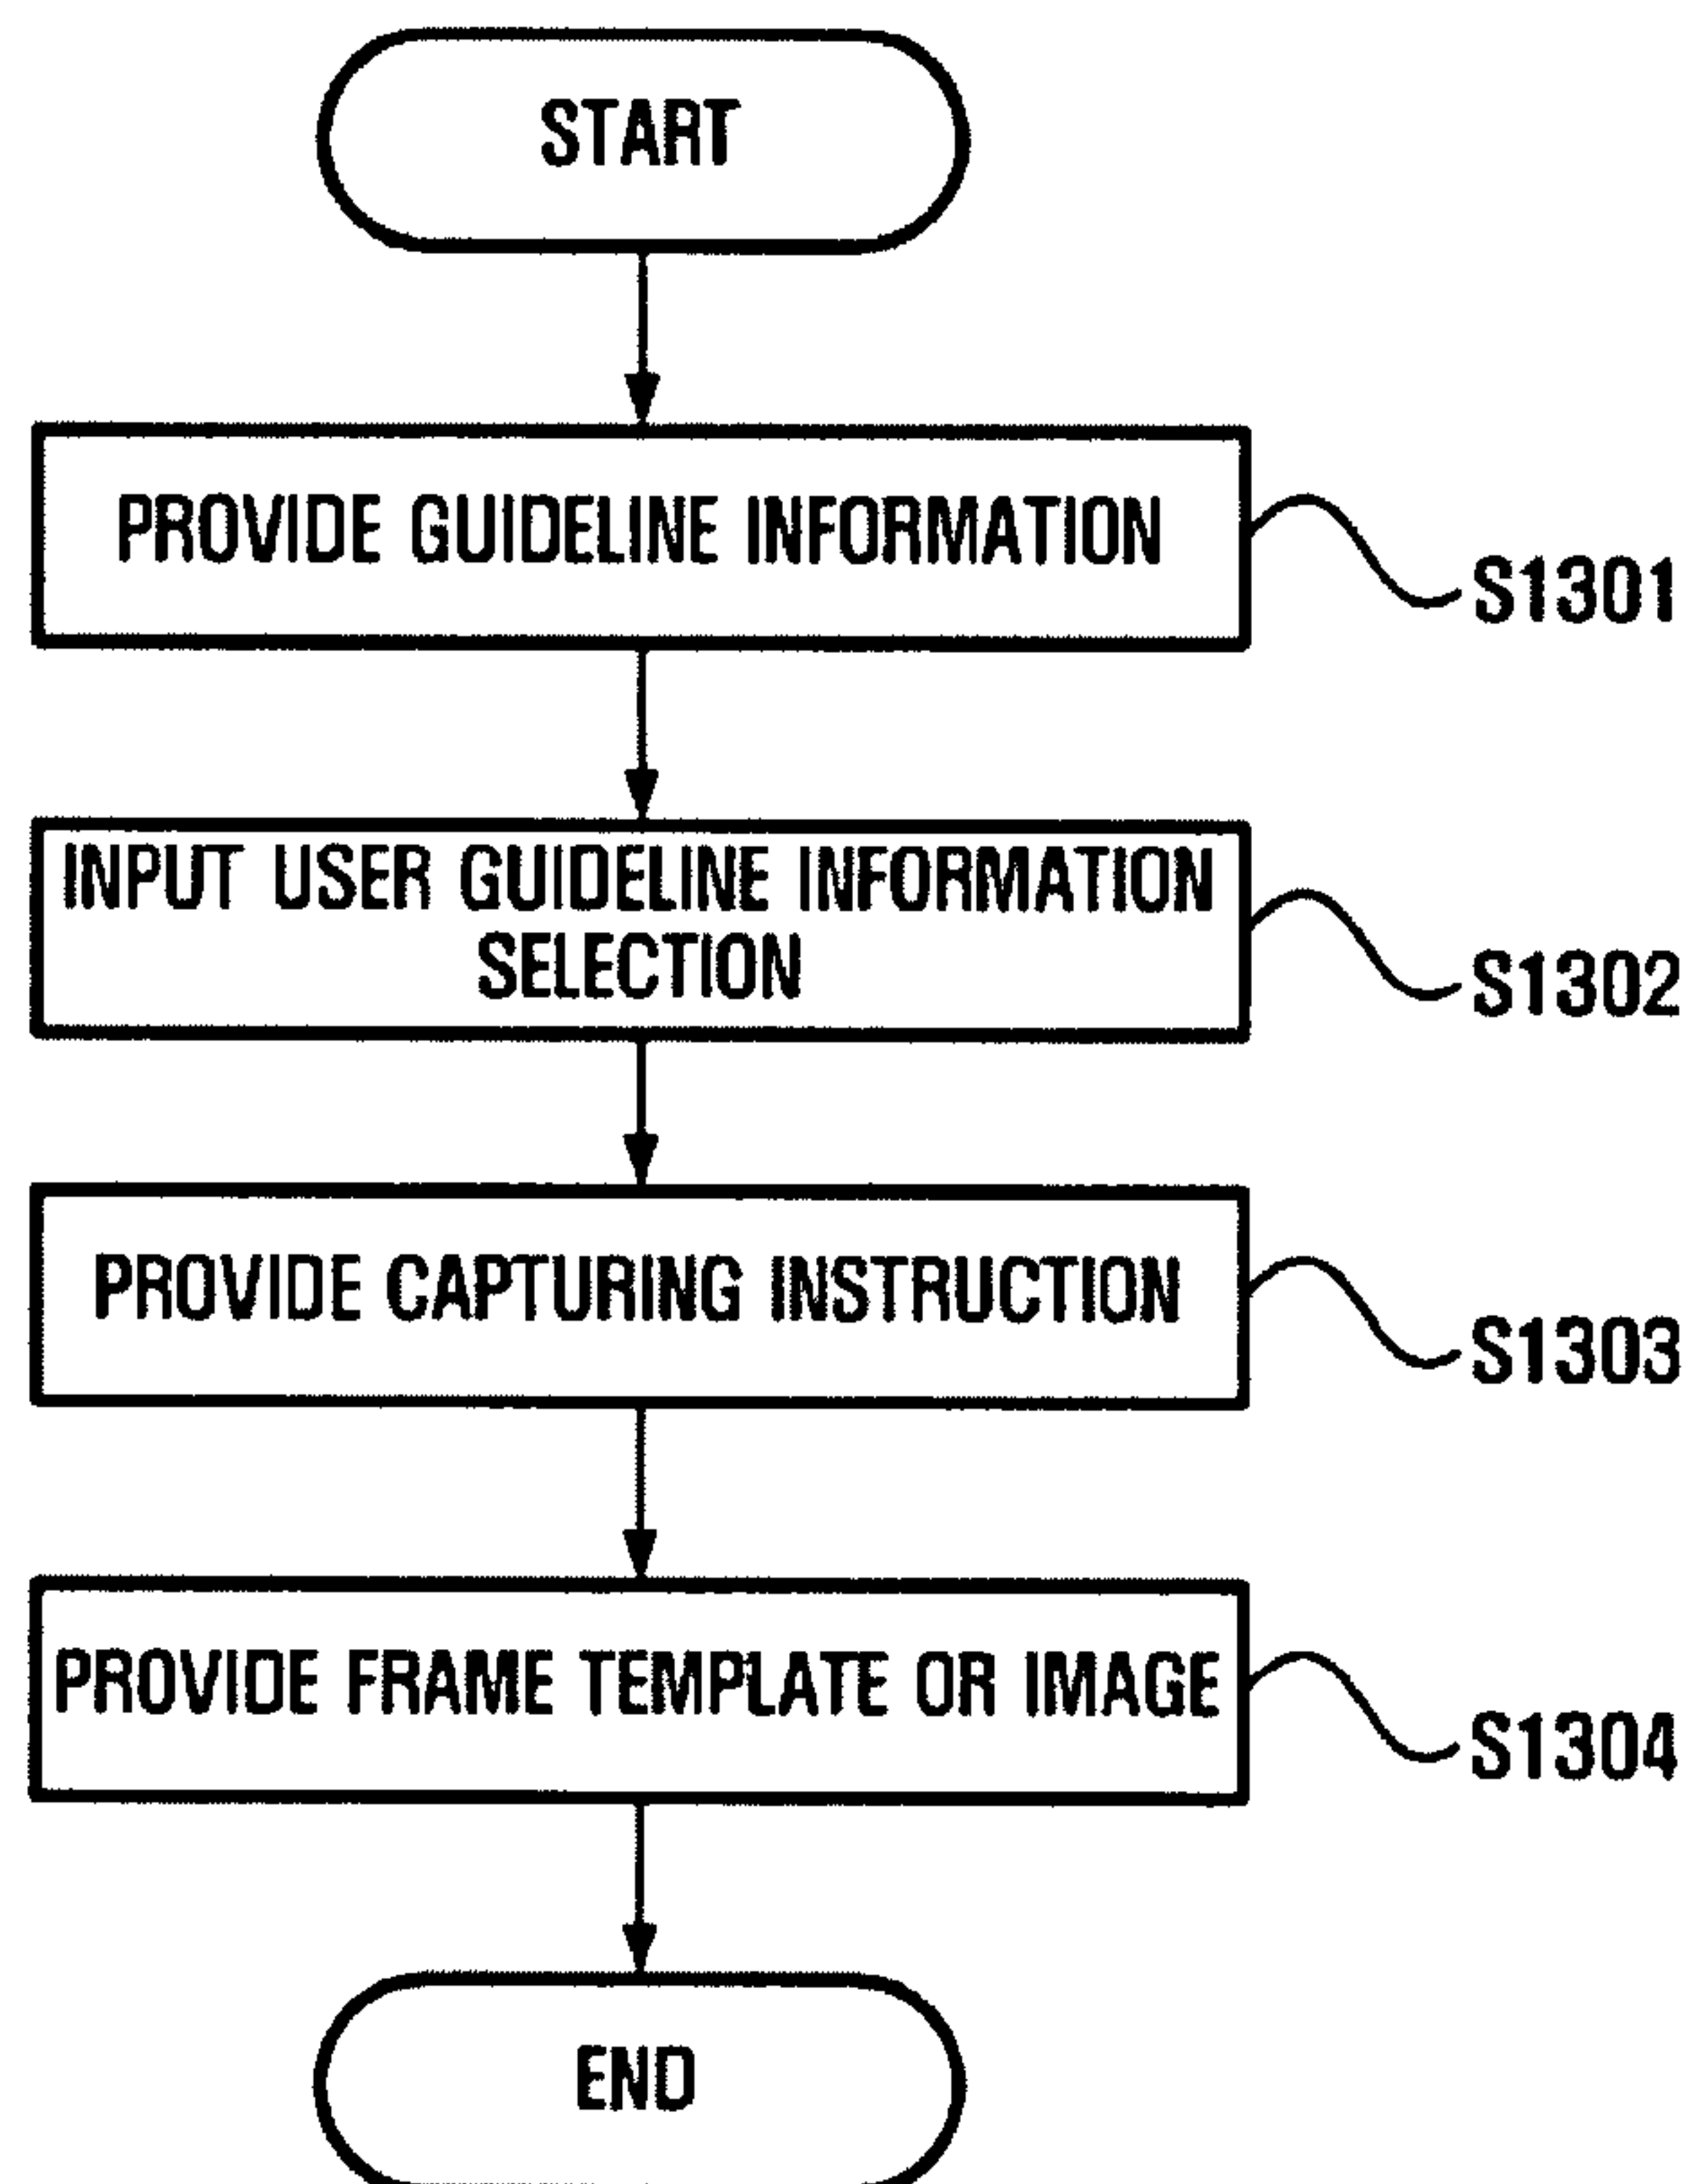 START
PROVIDE GUIDELINE INFORMATION
S1301
INPUT USER GUIDELINE INFORMATION
SELECTION
S1302
PROVIDE CAPTURING INSTRUCTION
S1303
PROVIDE FRAME TEMPLATE OR IMAGE
S1304
END